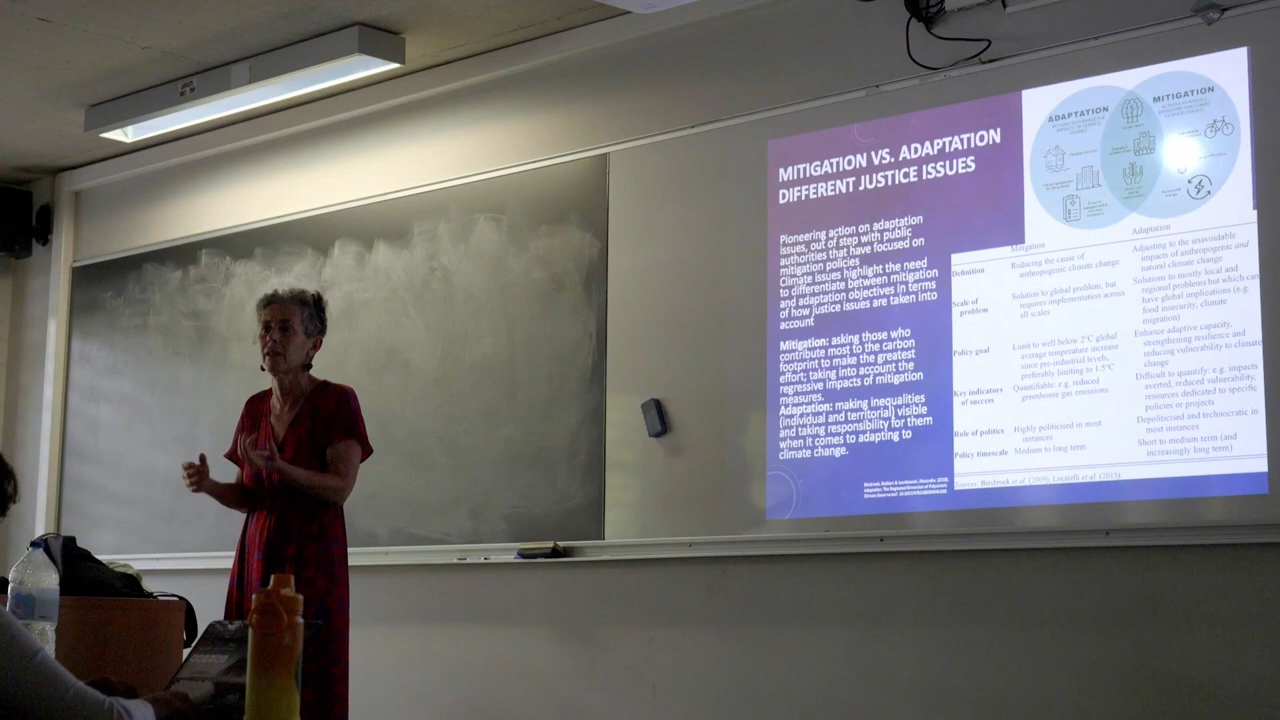 MITIGATION VS. ADAPTATION
DIFFERENT JUSTICE ISSUES
Pioneering action on adaptation
issues, out of step with public
authorities that have focused on
mitigation policies
Climate issues highlight the need
to differentiate between mitigation
and adaptation objectives in terms
of how justice issues are taken into
account
Mitigation: asking those who
contribute most to the carbon
footprint to make the greatest
effort; taking into account the
regressive impacts of mitigation
measures.
Adaptation: making inequalities
(individual and territorial) visible
and taking responsibility for them
when it comes to adapting to
climate change.
ADAPTATION
MITIGATION
Mitigation
Adaptation
Definition
Reducing the cause of
anthropogenic climate change
Adjusting to the unavoidable
impacts of anthropogenic and
natural climate change
Scale of
problem
Solution to global problem, but
requires implementation across
all scales
Solutions to mostly local and
regional problems but which can
have global implications (e.g.
food insecurity, climate
migration)
Policy goal
Limit to well below 2°C global
average temperature increase
since pre-industrial levels,
preferably limiting to 1.5°C
Enhance adaptive capacity,
strengthening resilience and
reducing vulnerability to climate
change
Key indicators
of success
Quantifiable: e.g. reduced
greenhouse gas emissions
Difficult to quantify: e.g. impacts
averted, reduced vulnerability,
resources dedicated to specific
policies or projects
Role of politics
Highly politicised in most
instances
Depoliticised and technocratic in
most instances
Policy timescale
Medium to long term
Short to medium term (and
increasingly long term)
Sources: Biesbroek et al (2009); Locatelli et al (2015).